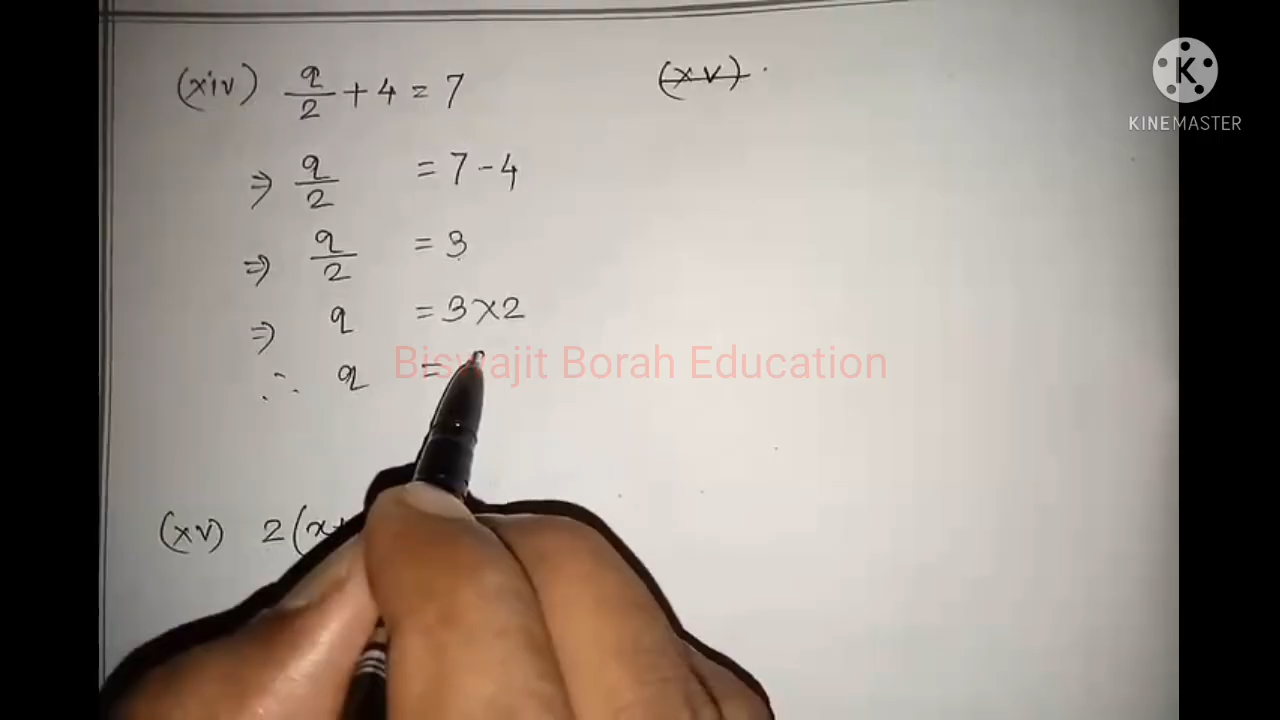 (xiv) q/2 + 4 = 7
(xv) .
⇒ q/2 = 7 - 4
⇒ q/2 = 3
⇒ q = 3 × 2
∴ q =
(xv) 2(x+
K
KINEMASTER
Biswajit Borah Education